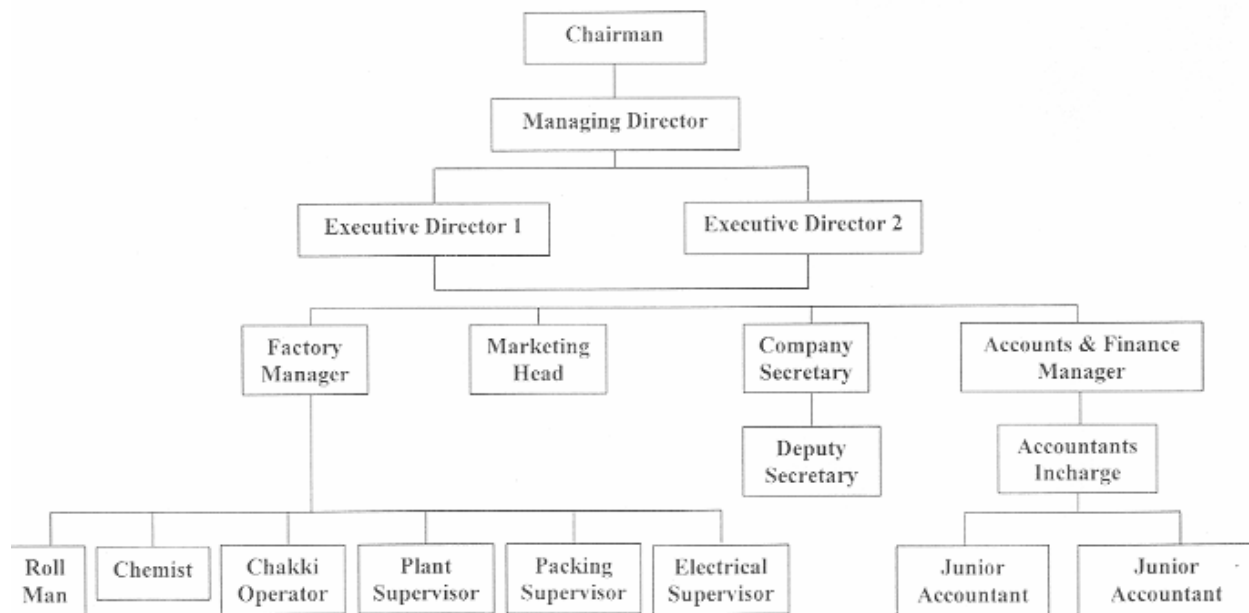 Chairman
Managing Director
Executive Director 1
Executive Director 2
Factory
Manager
Marketing
Head
Company
Secretary
Accounts & Finance
Manager
Deputy
Secretary
Accountants
Incharge
Roll
Man
Chemist
Chakki
Operator
Plant
Supervisor
Packing
Supervisor
Electrical
Supervisor
Junior
Accountant
Junior
Accountant